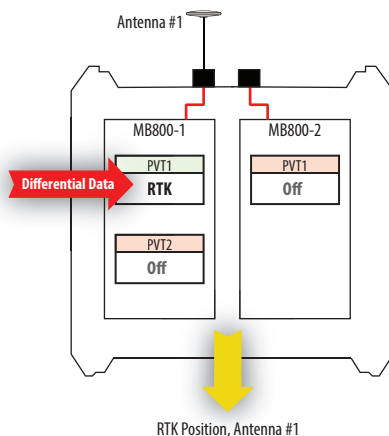 Antenna #1
MB800-1
MB800-2
PVT1
RTK
PVT1
Off
Differential Data
PVT2
Off
RTK Position, Antenna #1